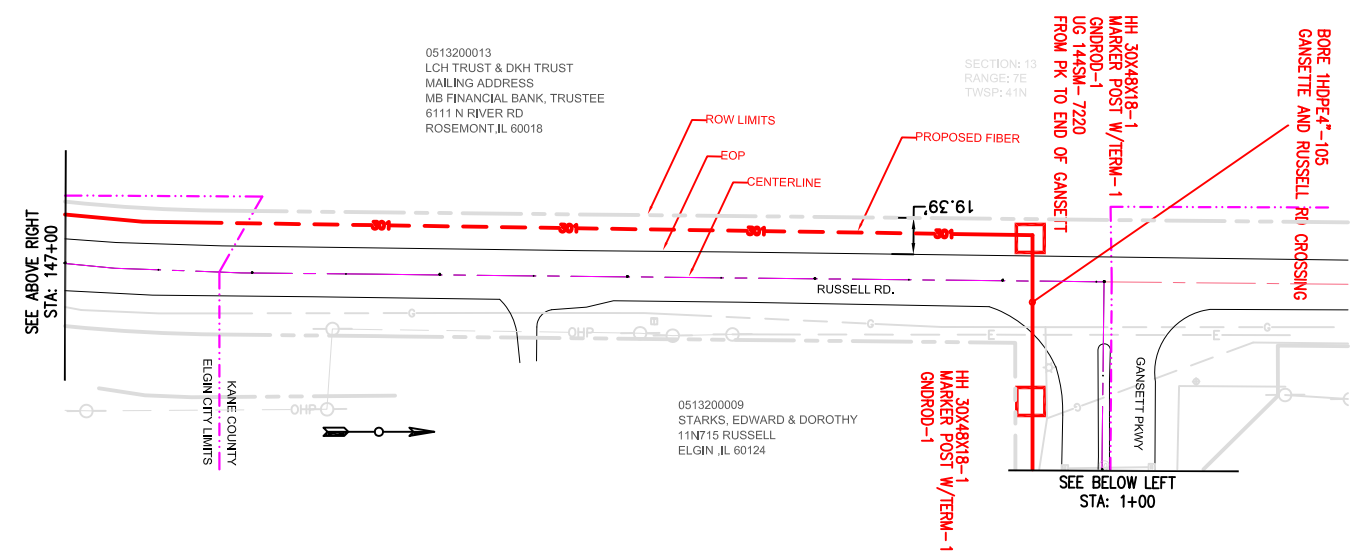 0513200013
LCH TRUST & DKH TRUST
MAILING ADDRESS
MB FINANCIAL BANK, TRUSTEE
6111 N RIVER RD
ROSEMONT,IL 60018
SECTION: 13
RANGE: 7E
TWSP: 41N
HH 30X48X18-1
MARKER POST W/TERM-1
GNDROD-1
UG 144SM-7220
FROM PK TO END OF GANSETT
BORE 1HDPE4"-105
GANSETTE AND RUSSELL RD CROSSING
ROW LIMITS
EOP
CENTERLINE
PROPOSED FIBER
19.39'
SEE ABOVE RIGHT
STA: 147+00
301
301
301
301
RUSSELL RD.
G
G
G
OHP
E
E
OHP
KANE COUNTY
ELGIN CITY LIMITS
GANSETT PKWY
0513200009
STARKS, EDWARD & DOROTHY
11N715 RUSSELL
ELGIN ,IL 60124
HH 30X48X18-1
MARKER POST W/TERM-1
GNDROD-1
SEE BELOW LEFT
STA: 1+00